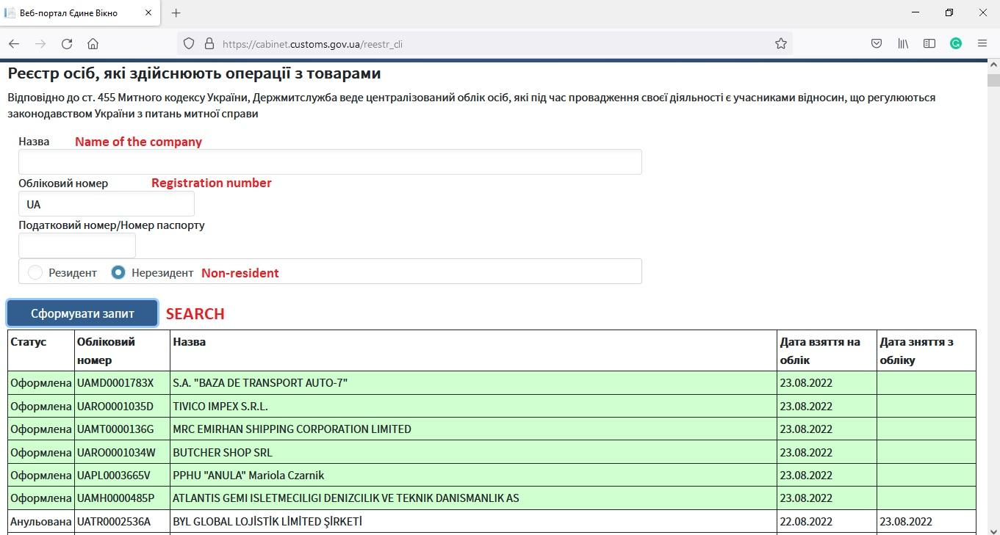 Веб-портал Єдине Вікно
https://cabinet.customs.gov.ua/reestr_cli
Реєстр осіб, які здійснюють операції з товарами
Відповідно до ст. 455 Митного кодексу України, Держмитслужба веде централізований облік осіб, які під час провадження своєї діяльності є учасниками відносин, що регулюються
законодавством України з питань митної справи
Назва Name of the company
Обліковий номер Registration number
UA
Податковий номер/Номер паспорту
Резидент Нерезидент Non-resident
Сформувати запит SEARCH
Статус Обліковий номер Назва Дата взяття на облік Дата зняття з обліку
Оформлена UAMD0001783X S.A. "BAZA DE TRANSPORT AUTO-7" 23.08.2022
Оформлена UARO0001035D TIVICO IMPEX S.R.L. 23.08.2022
Оформлена UAMT0000136G MRC EMIRHAN SHIPPING CORPORATION LIMITED 23.08.2022
Оформлена UARO0001034W BUTCHER SHOP SRL 23.08.2022
Оформлена UAPL0003665V PPHU "ANULA" Mariola Czarnik 23.08.2022
Оформлена UAMH0000485P ATLANTIS GEMI ISLETMECILIGI DENIZCILIK VE TEKNIK DANISMANLIK AS 23.08.2022
Анульована UATR0002536A BYL GLOBAL LOJİSTİK LİMİTED ŞİRKETİ 22.08.2022 23.08.2022